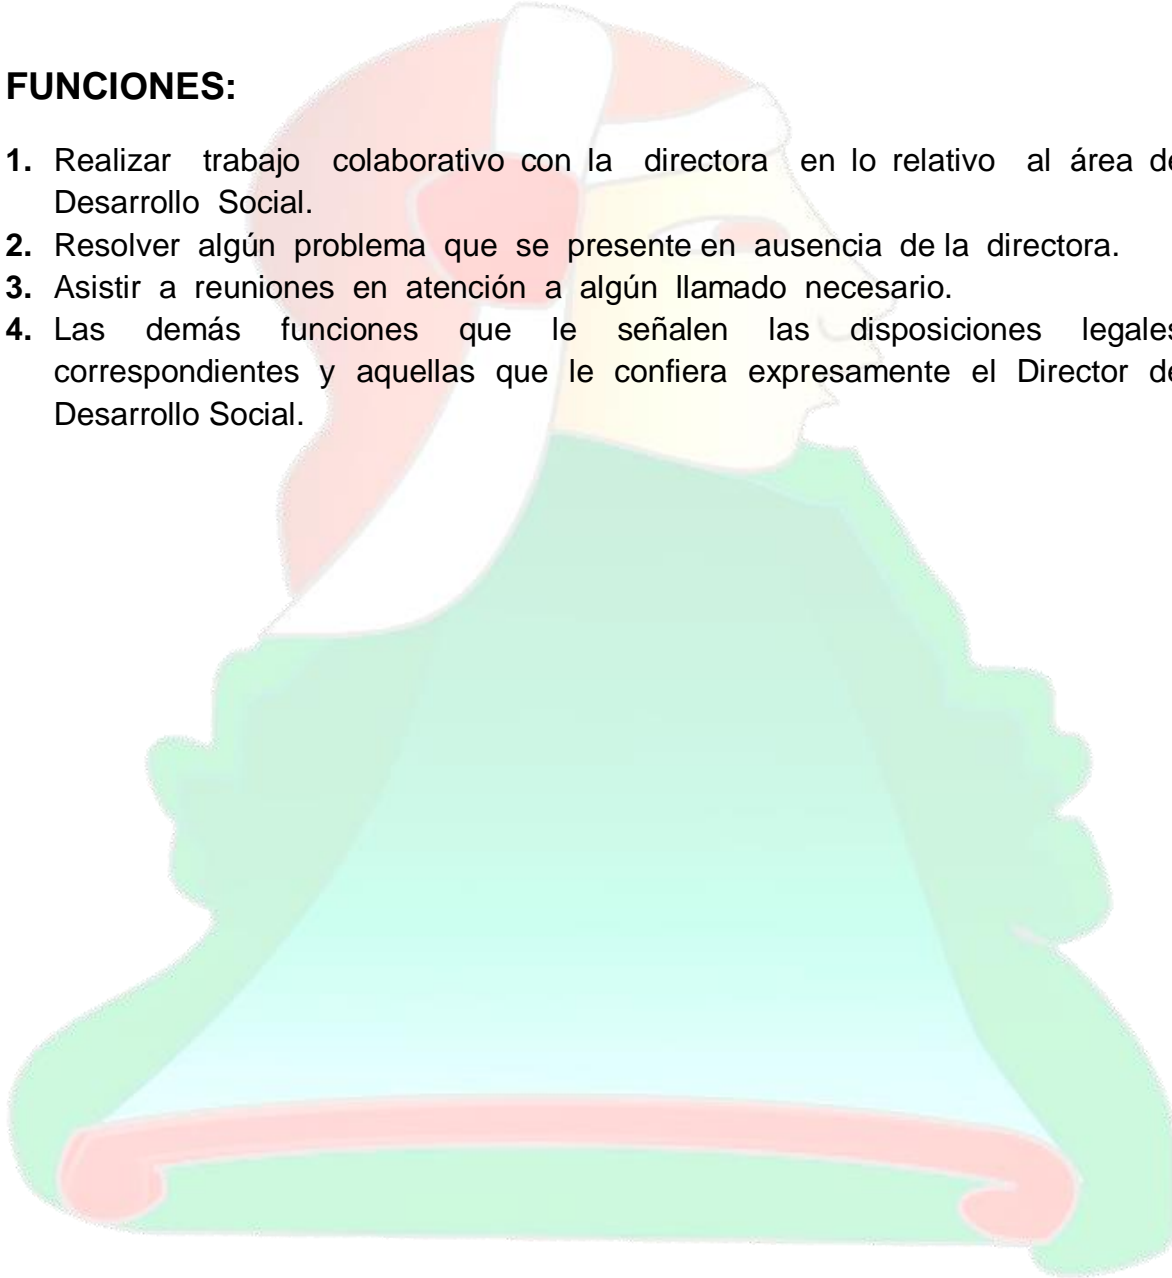 FUNCIONES:
1. Realizar trabajo colaborativo con la directora en lo relativo al área de
Desarrollo Social.
2. Resolver algún problema que se presente en ausencia de la directora.
3. Asistir a reuniones en atención a algún llamado necesario.
4. Las demás funciones que le señalen las disposiciones legales
correspondientes y aquellas que le confiera expresamente el Director de
Desarrollo Social.